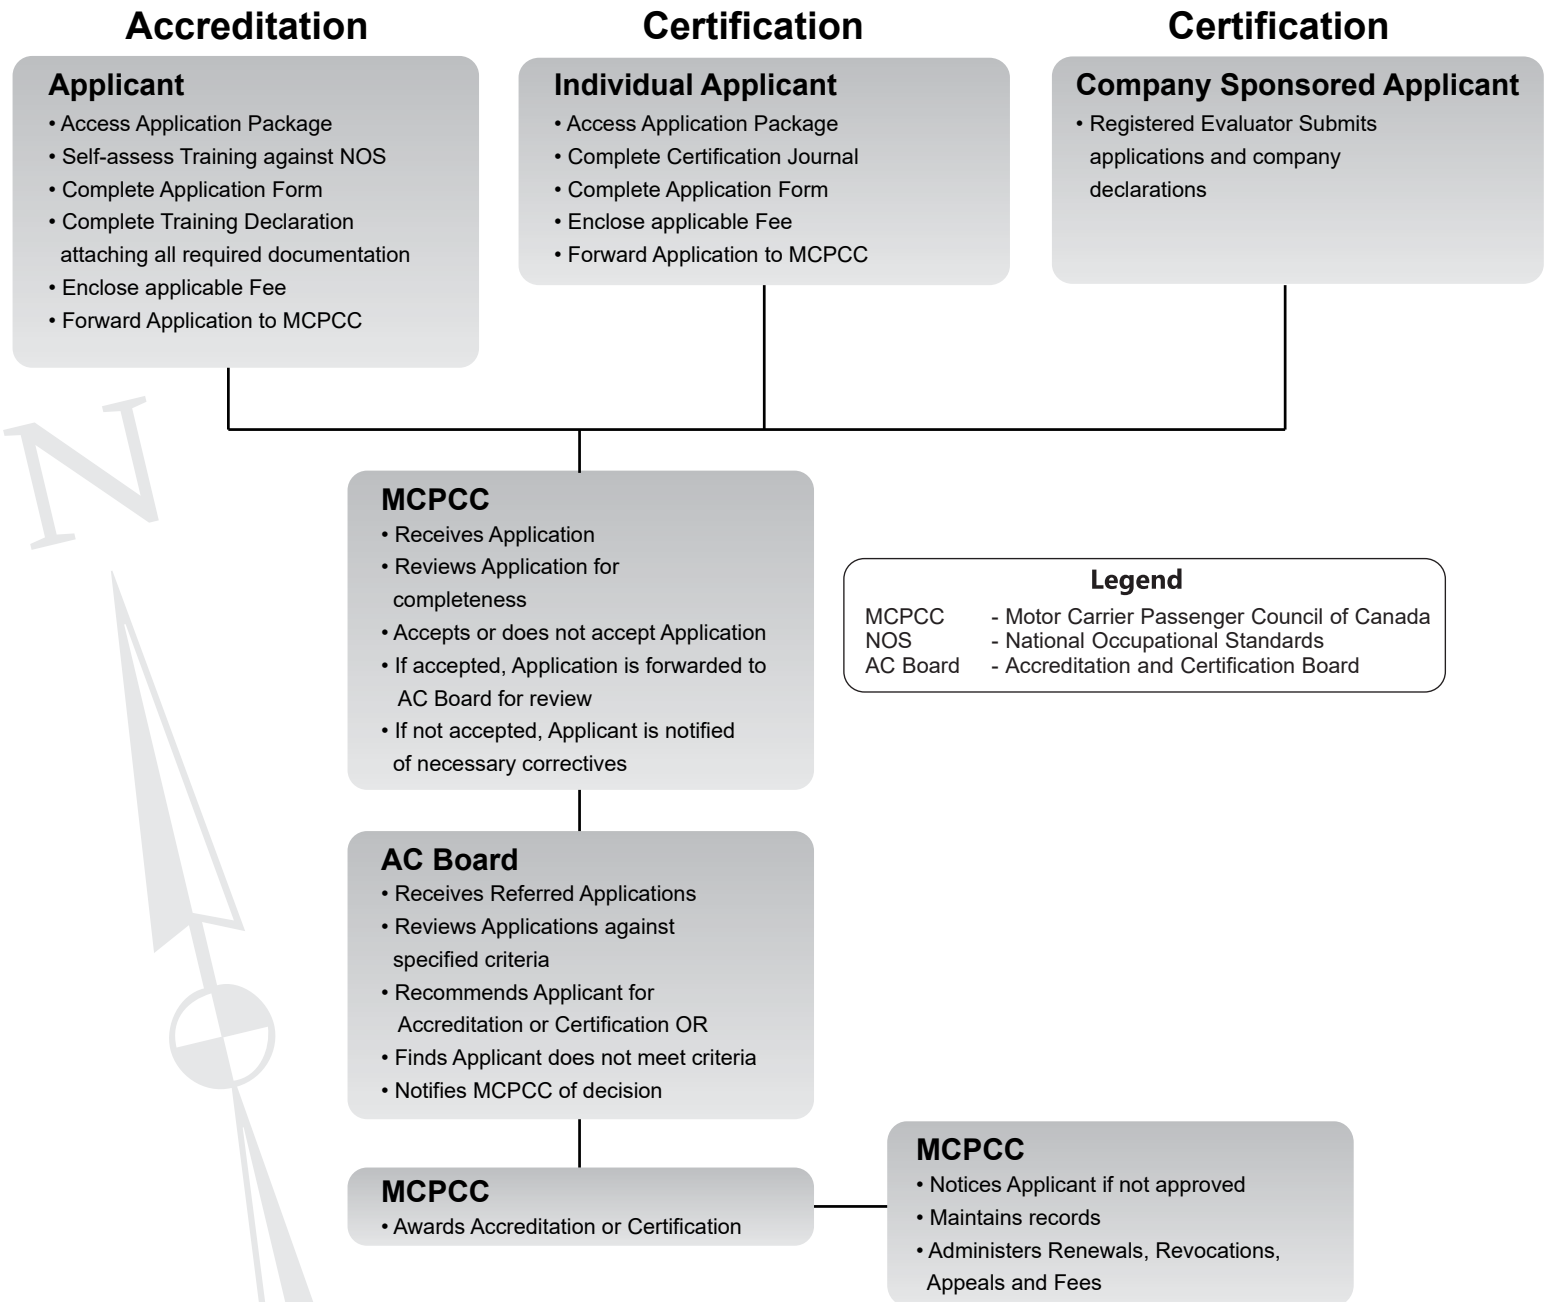 Accreditation
Applicant
• Access Application Package
• Self-assess Training against NOS
• Complete Application Form
• Complete Training Declaration
attaching all required documentation
• Enclose applicable Fee
• Forward Application to MCPCC
Certification
Individual Applicant
• Access Application Package
• Complete Certification Journal
• Complete Application Form
• Enclose applicable Fee
• Forward Application to MCPCC
Certification
Company Sponsored Applicant
• Registered Evaluator Submits
applications and company
declarations
N
MCPCC
• Receives Application
• Reviews Application for
completeness
• Accepts or does not accept Application
• If accepted, Application is forwarded to
AC Board for review
• If not accepted, Applicant is notified
of necessary correctives
Legend
MCPCC - Motor Carrier Passenger Council of Canada
NOS - National Occupational Standards
AC Board - Accreditation and Certification Board
AC Board
• Receives Referred Applications
• Reviews Applications against
specified criteria
• Recommends Applicant for
Accreditation or Certification OR
• Finds Applicant does not meet criteria
• Notifies MCPCC of decision
MCPCC
• Awards Accreditation or Certification
MCPCC
• Notices Applicant if not approved
• Maintains records
• Administers Renewals, Revocations,
Appeals and Fees